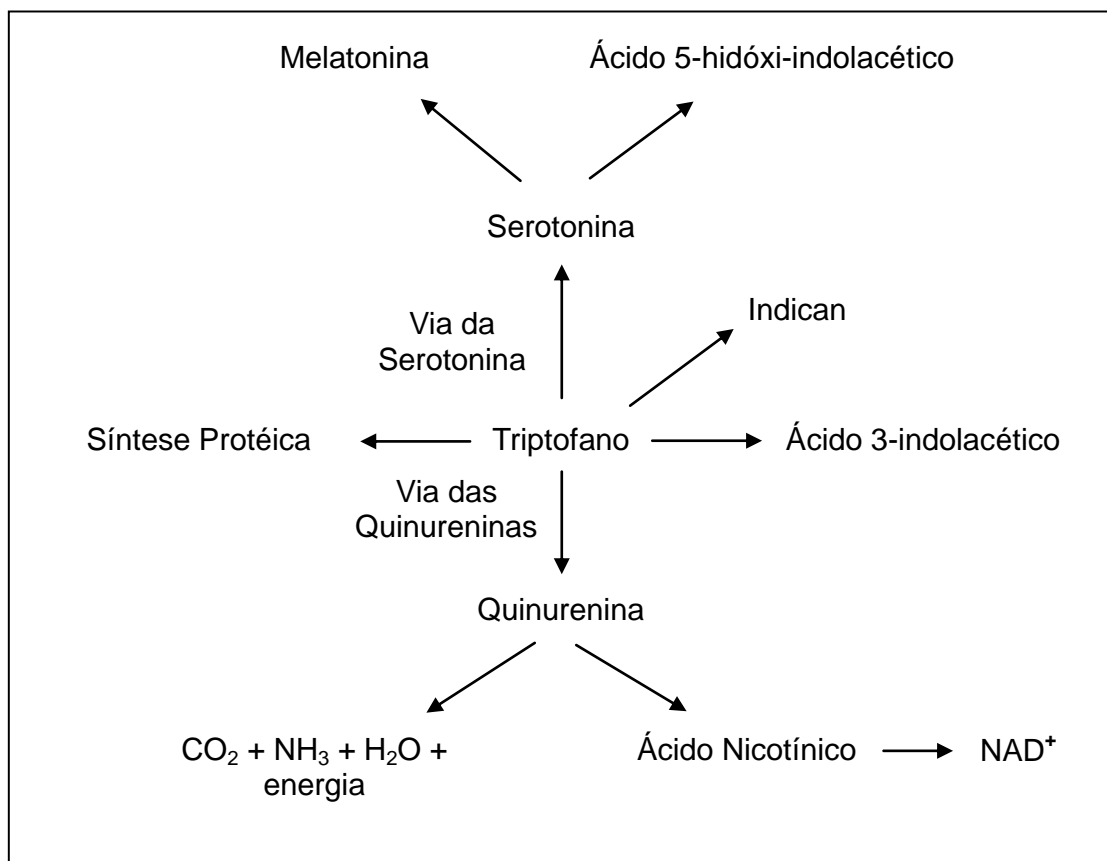 Melatonina
Ácido 5-hidóxi-indolacético
Serotonina
Indican
Via da
Serotonina
Síntese Protéica
Triptofano
Ácido 3-indolacético
Via das
Quinureninas
Quinurenina
CO₂ + NH₃ + H₂O +
energia
Ácido Nicotínico
NAD⁺